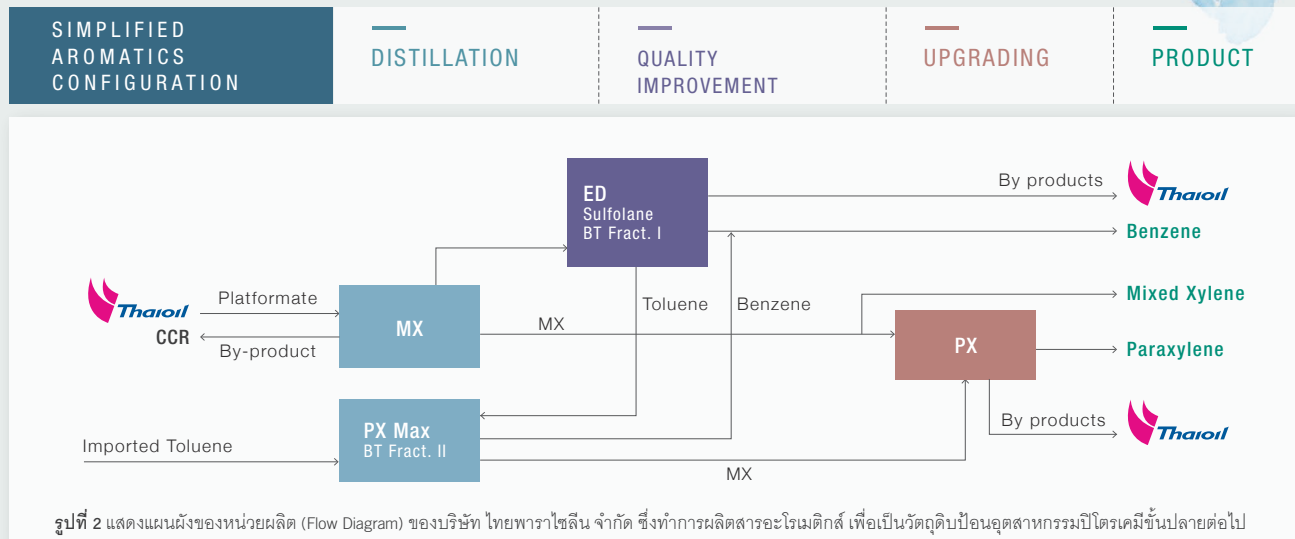 SIMPLIFIED
AROMATICS
CONFIGURATION
DISTILLATION
QUALITY
IMPROVEMENT
UPGRADING
PRODUCT
ED
Sulfolane
BT Fract. I
By products
Thaioil
Benzene
Thaioil
CCR
Platformate
By-product
MX
MX
Toluene
Benzene
Mixed Xylene
PX
Paraxylene
By products
Thaioil
Imported Toluene
PX Max
BT Fract. II
MX
รูปที่ 2 แสดงแผนผังของหน่วยผลิต (Flow Diagram) ของบริษัท ไทยพาราไซลีน จำกัด ซึ่งทำการผลิตสารอะโรเมติกส์ เพื่อเป็นวัตถุดิบป้อนอุตสาหกรรมปิโตรเคมีขั้นปลายต่อไป